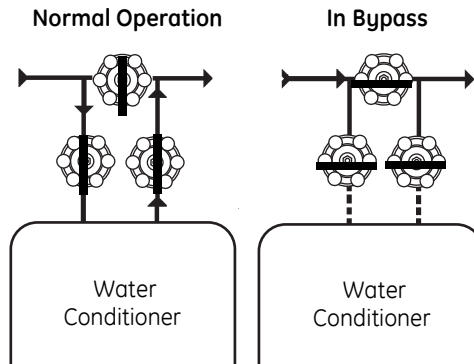 Normal Operation
In Bypass
Water
Conditioner
Water
Conditioner